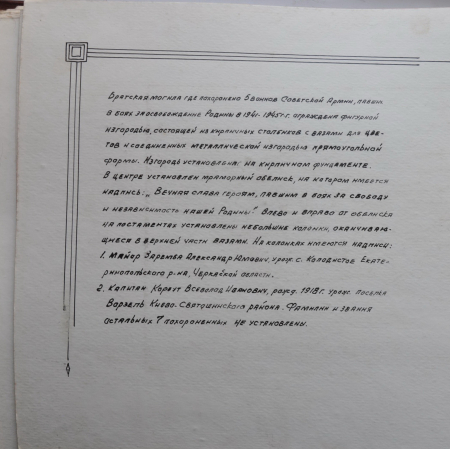 Братская могила где похоронено 9 воинов Советской Армии, павших
в боях за освобождение Родины в 1941-1945 г.г. ограждена фигурной
изгородью, состоящей из кирпичных столбиков с вазами для цве-
тов и соединенных металлической изгородью прямоугольной
формы. Изгородь установлена на кирпичном фундаменте.
В центре установлен мраморный обелиск, на котором имеется
надпись: „Вечная слава героям, павшим в боях за свободу
и независимость нашей Родины." Влево и вправо от обелиска
на постаментах установлены небольшие колонки, оканчиваю-
щиеся в верхней части вазами. На колонках имеются надписи:
1. Майор Заремба Александр Юмович, уроц. с. Колодистое Екате-
ринопольского р-на, Черкасской области.
2. Капитан Всеволод Иванович, рожд. 1918 г. уроц. поселка
Ворзель Киево-Святошинского района. Фамилии и звания
остальных 7 похороненных не установлены.